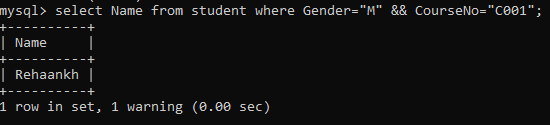 mysql> select Name from student where Gender="M" && CourseNo="C001";
+----------+
| Name     |
+----------+
| Rehaankh |
+----------+
1 row in set, 1 warning (0.00 sec)